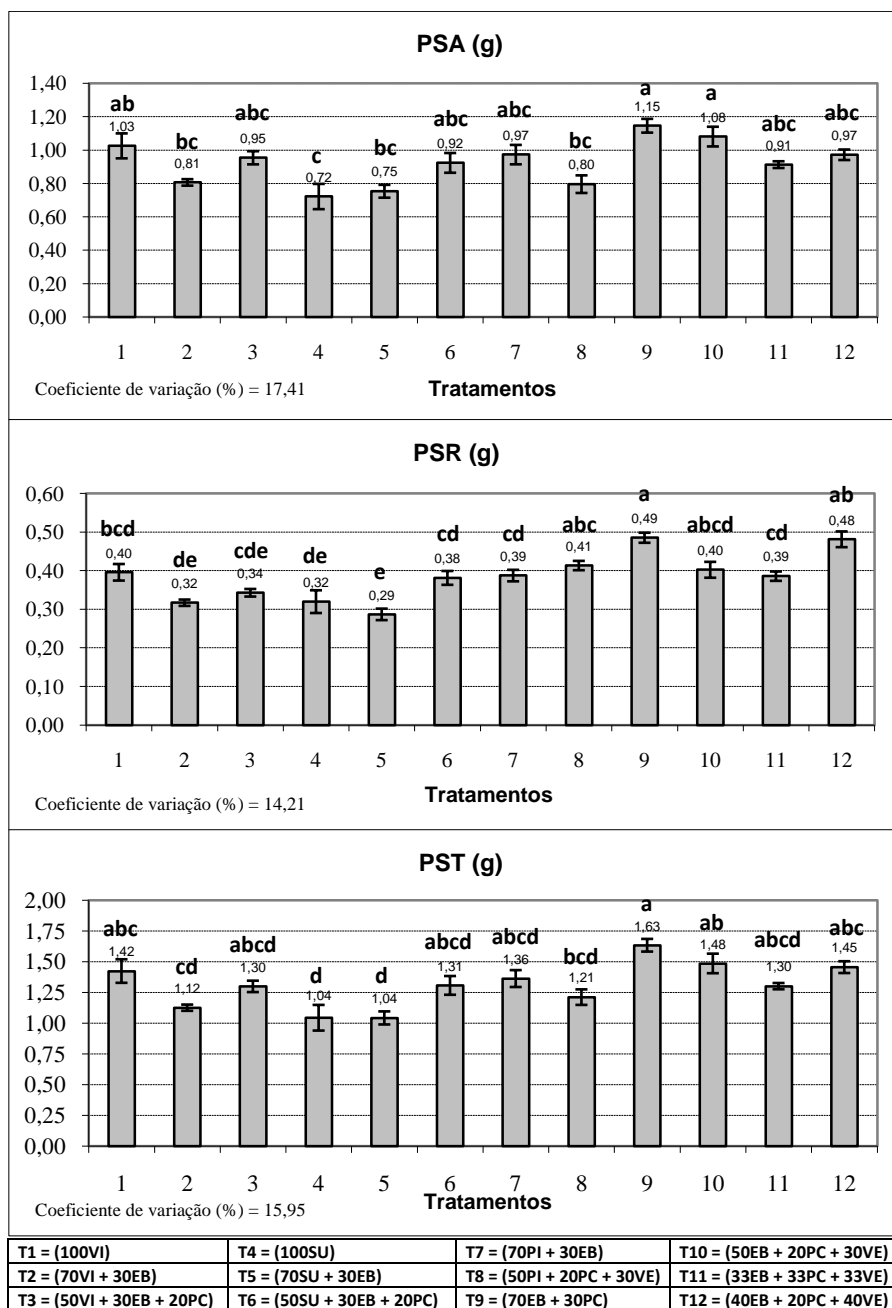 PSA (g)
1,40
1,20
1,00
0,80
0,60
0,40
0,20
0,00
ab bc abc c bc abc abc bc a a abc abc
1,03 0,81 0,95 0,72 0,75 0,92 0,97 0,80 1,15 1,08 0,91 0,97
1 2 3 4 5 6 7 8 9 10 11 12
Coeficiente de variação (%) = 17,41 Tratamentos
PSR (g)
0,60
0,50
0,40
0,30
0,20
0,10
0,00
bcd de cde de e cd cd abc a abcd cd ab
0,40 0,32 0,34 0,32 0,29 0,38 0,39 0,41 0,49 0,40 0,39 0,48
1 2 3 4 5 6 7 8 9 10 11 12
Coeficiente de variação (%) = 14,21 Tratamentos
PST (g)
2,00
1,75
1,50
1,25
1,00
0,75
0,50
0,25
0,00
abc cd abcd d d abcd abcd bcd a ab abcd abc
1,42 1,12 1,30 1,04 1,04 1,31 1,36 1,21 1,63 1,48 1,30 1,45
1 2 3 4 5 6 7 8 9 10 11 12
Coeficiente de variação (%) = 15,95 Tratamentos
T1 = (100VI) T4 = (100SU) T7 = (70PI + 30EB) T10 = (50EB + 20PC + 30VE)
T2 = (70VI + 30EB) T5 = (70SU + 30EB) T8 = (50PI + 20PC + 30VE) T11 = (33EB + 33PC + 33VE)
T3 = (50VI + 30EB + 20PC) T6 = (50SU + 30EB + 20PC) T9 = (70EB + 30PC) T12 = (40EB + 20PC + 40VE)